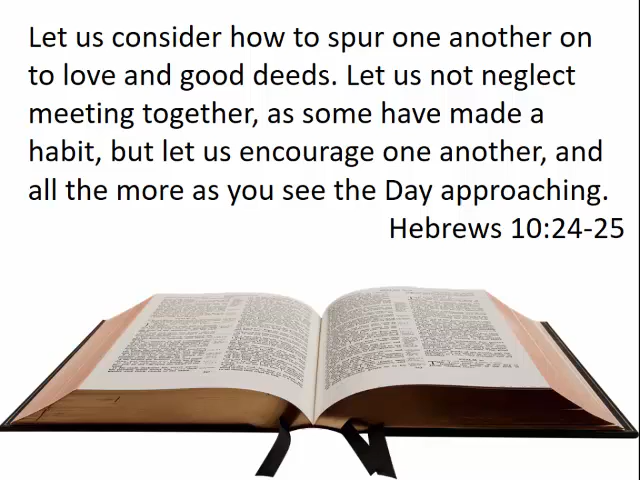 Let us consider how to spur one another on
to love and good deeds. Let us not neglect
meeting together, as some have made a
habit, but let us encourage one another, and
all the more as you see the Day approaching.
Hebrews 10:24-25